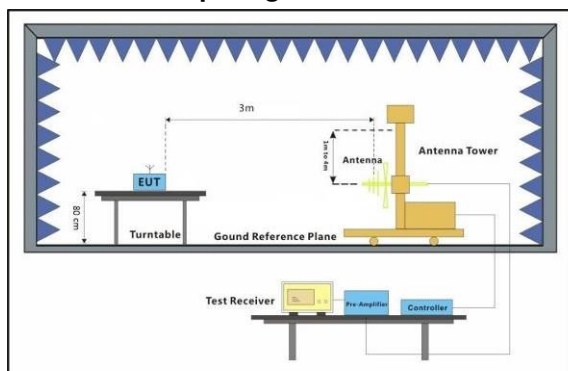 3m
1m to 4m
Antenna
Antenna Tower
EUT
80 cm
Turntable
Gound Reference Plane
Test Receiver
Pre-Amplifier
Controller